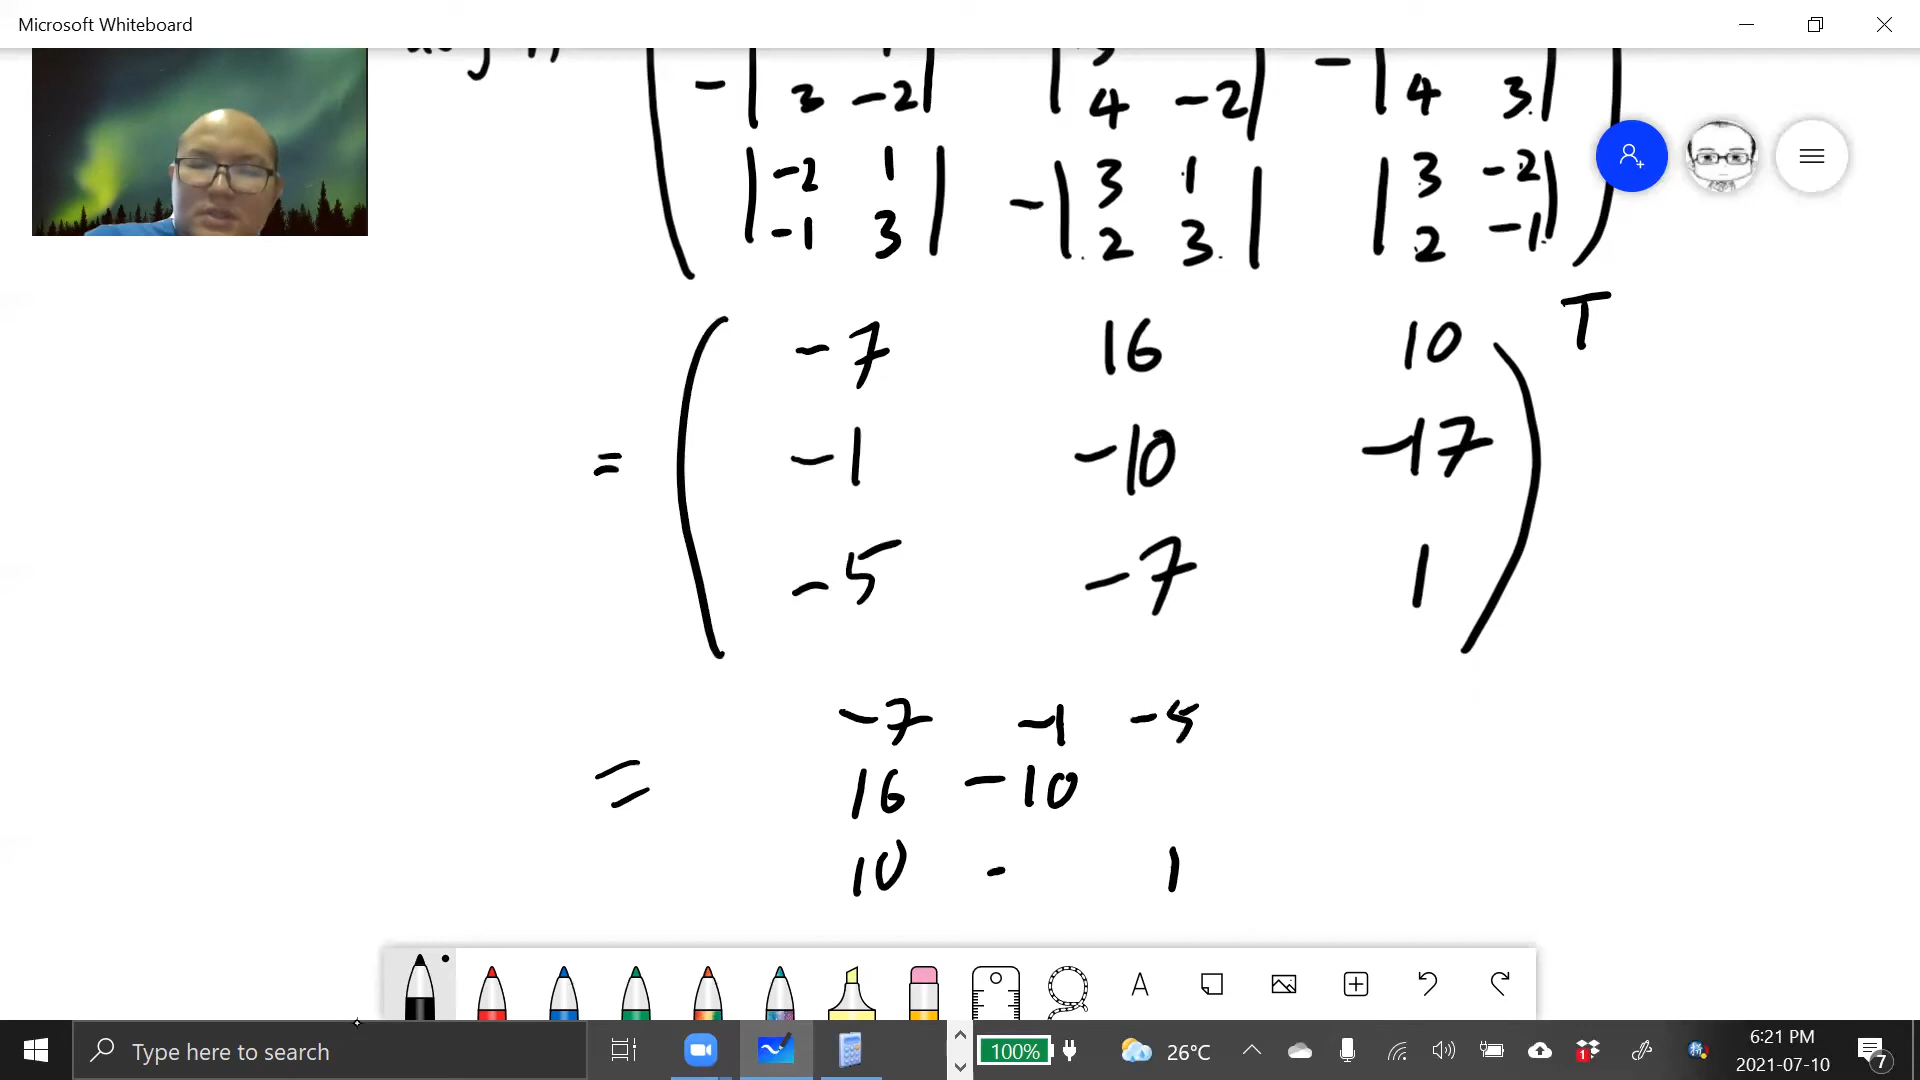 Microsoft Whiteboard
-| 3 -2| | 4 -2| -| 4 3|
|-2 1| -|3 1| |3 -2|
|-1 3| |2 3| |2 -1|
T
-7 16 10
= -1 -10 -17
-5 -7 1
-7 -1 -5
= 16 -10
10 - 1
A
Type here to search
100%
26°C
1
6:21 PM
2021-07-10
7